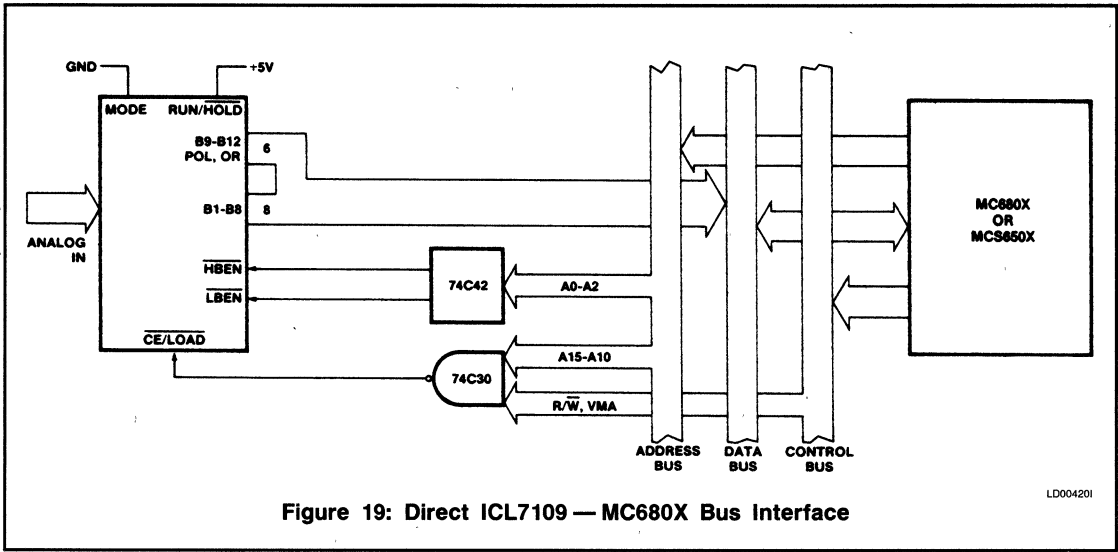 GND
+5V
MODE RUN/HOLD
B9-B12
POL, OR
6
B1-B8
8
ANALOG
IN
HBEN
LBEN
CE/LOAD
74C42
A0-A2
74C30
A15-A10
R/W, VMA
MC680X
OR
MCS650X
ADDRESS
BUS
DATA
BUS
CONTROL
BUS
LD00420I
Figure 19: Direct ICL7109 — MC680X Bus Interface